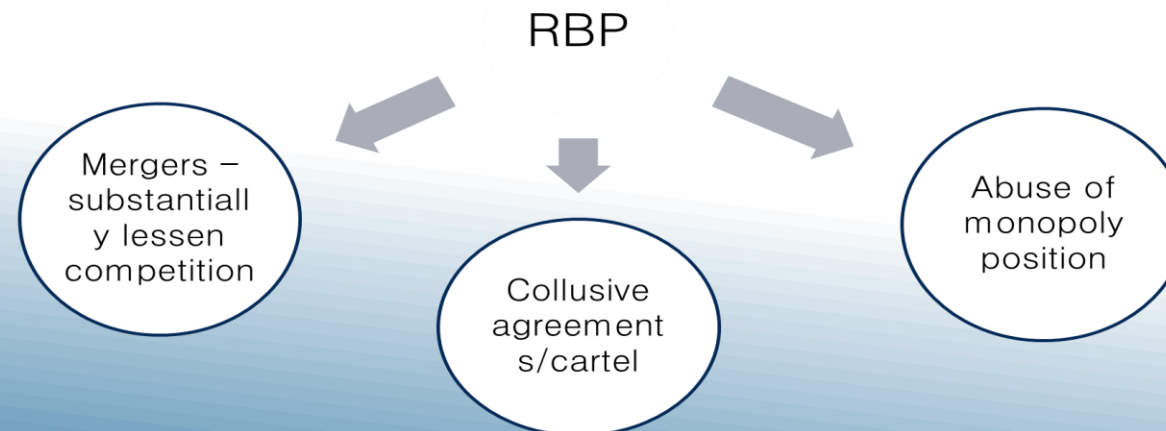 RBP
Mergers –
substantiall
y lessen
competition
Collusive
agreement
s/cartel
Abuse of
monopoly
position